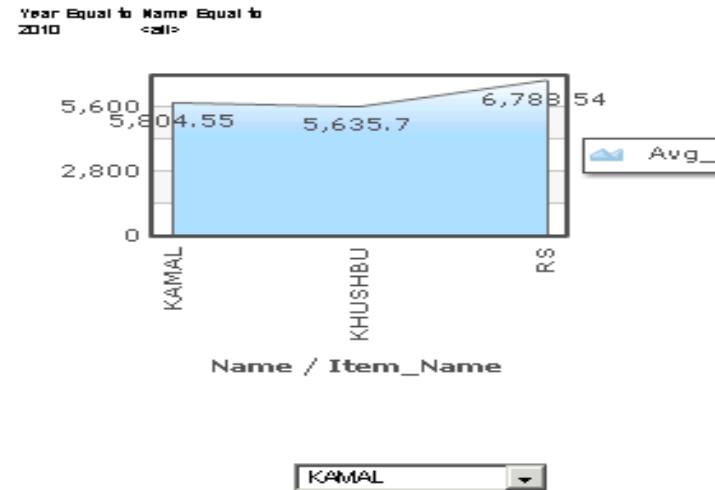 Year Equal to Name Equal to
2010 <all>
5,600
5,804.55
5,635.7
6,788.54
Avg_
2,800
0
KAMAL
KHUSHBU
RS
Name / Item_Name
KAMAL